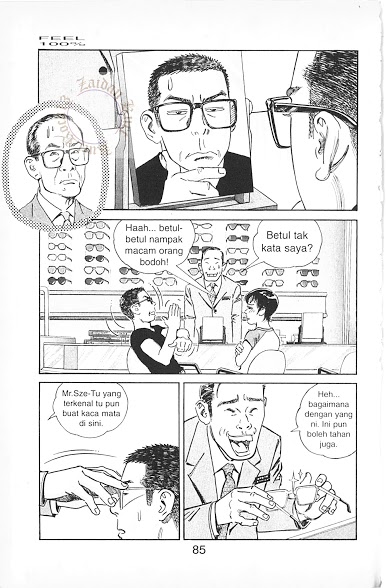 FEEL
100%
Haah... betul-
betul nampak
macam orang
bodoh!
Betul tak
kata saya?
Mr.Sze-Tu yang
terkenal tu pun
buat kaca mata
di sini.
Heh...
bagaimana
dengan yang
ni. Ini pun
boleh tahan
juga.
85